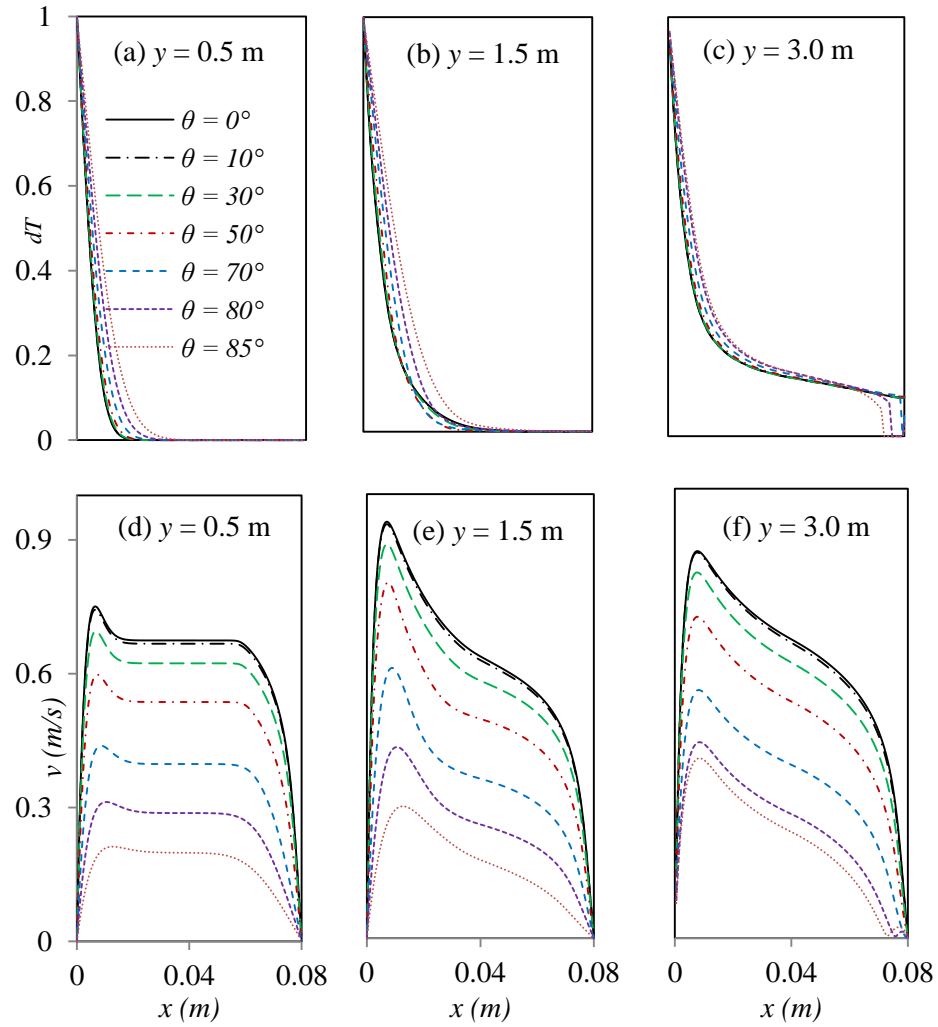 1
0.8
0.6
0.4
0.2
0
dT
(a) y = 0.5 m
(b) y = 1.5 m
(c) y = 3.0 m
θ = 0°
θ = 10°
θ = 30°
θ = 50°
θ = 70°
θ = 80°
θ = 85°
0.9
0.6
0.3
0
v (m/s)
(d) y = 0.5 m
(e) y = 1.5 m
(f) y = 3.0 m
0 0.04 0.08
0 0.04 0.08
0 0.04 0.08
x (m)
x (m)
x (m)